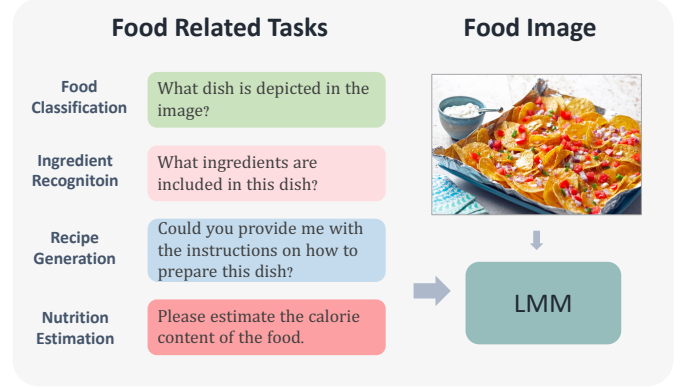 Food Related Tasks
Food Image
Food
Classification
What dish is depicted in the
image?
Ingredient
Recognitoin
What ingredients are
included in this dish?
Recipe
Generation
Could you provide me with
the instructions on how to
prepare this dish?
Nutrition
Estimation
Please estimate the calorie
content of the food.
LMM